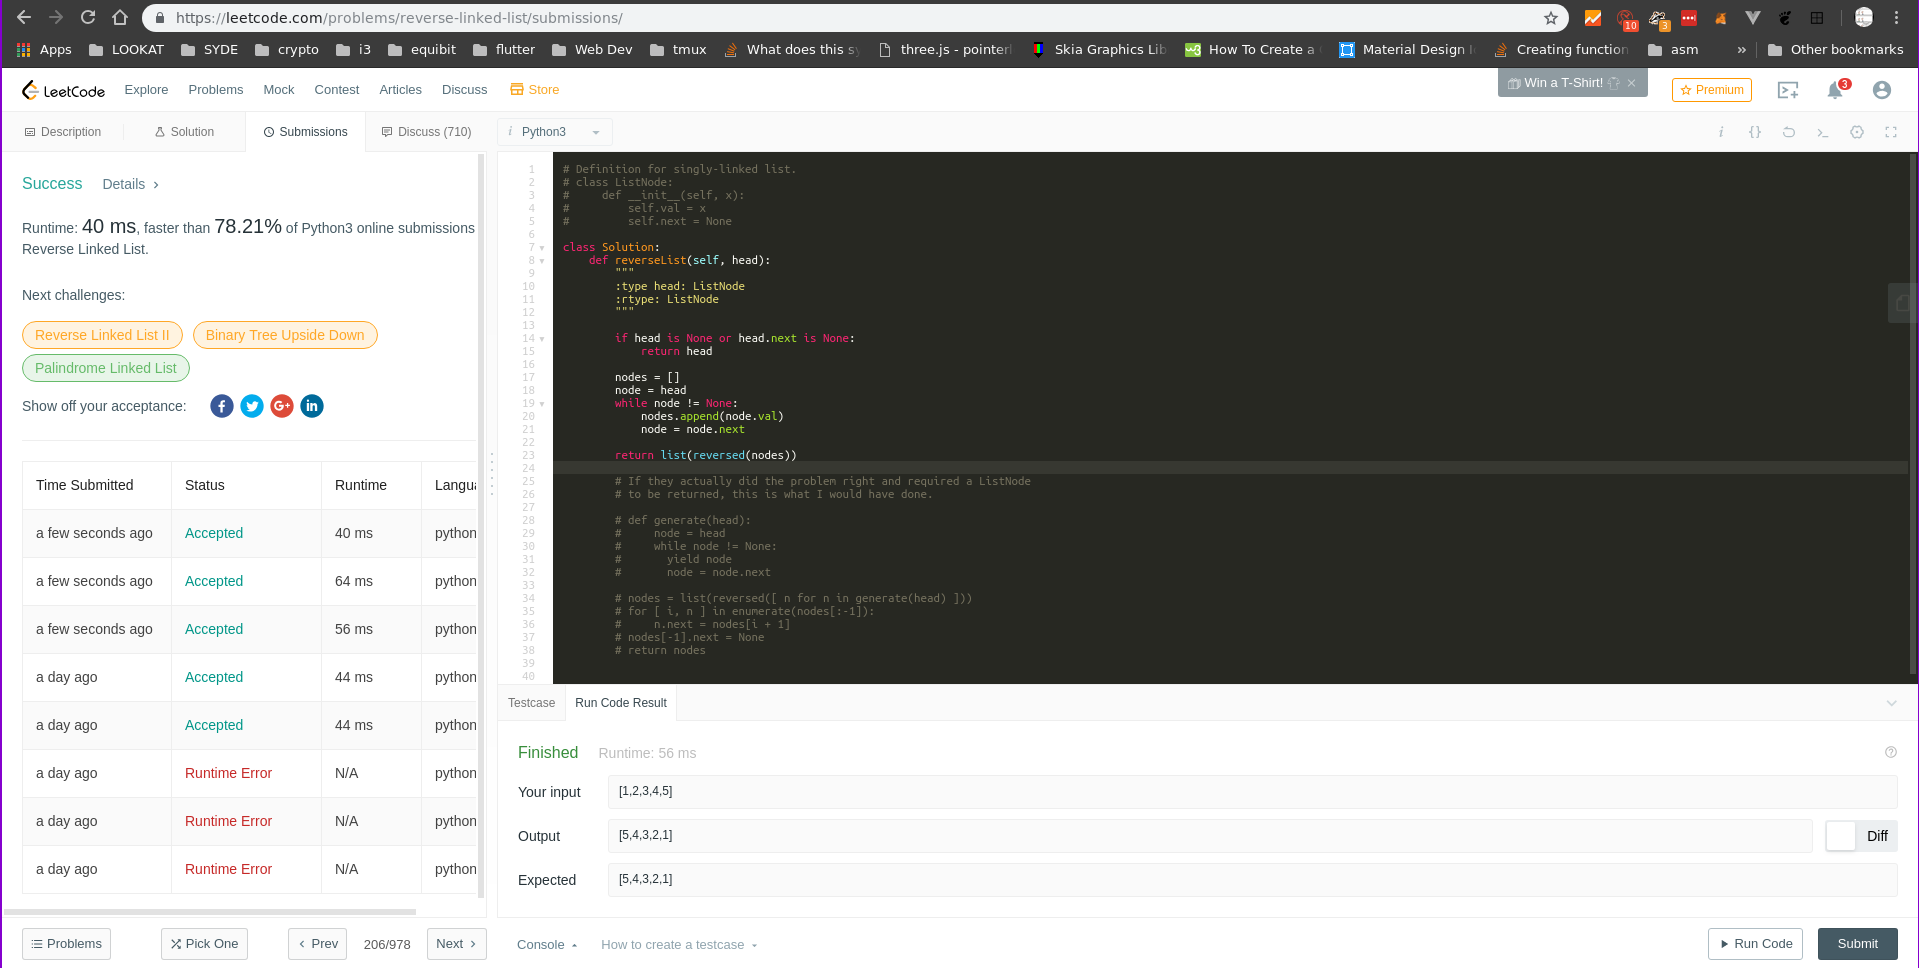 https://leetcode.com/problems/reverse-linked-list/submissions/
10
3
Apps LOOKAT SYDE crypto i3 equibit flutter Web Dev tmux What does this sy three.js - pointer Skia Graphics Lib How To Create a Material Design Creating function asm » Other bookmarks
LeetCode Explore Problems Mock Contest Articles Discuss Store Win a T-Shirt! × Premium 3
Description Solution Submissions Discuss (710) i Python3 i {}
Success Details >
Runtime: 40 ms, faster than 78.21% of Python3 online submissions
Reverse Linked List.
Next challenges:
Reverse Linked List II Binary Tree Upside Down
Palindrome Linked List
Show off your acceptance: f G+ in
Time Submitted Status Runtime Langua
a few seconds ago Accepted 40 ms python
a few seconds ago Accepted 64 ms python
a few seconds ago Accepted 56 ms python
a day ago Accepted 44 ms python
a day ago Accepted 44 ms python
a day ago Runtime Error N/A python
a day ago Runtime Error N/A python
a day ago Runtime Error N/A python
Problems Pick One < Prev 206/978 Next >
1 # Definition for singly-linked list.
2 # class ListNode:
3 #     def __init__(self, x):
4 #         self.val = x
5 #         self.next = None
6
7 class Solution:
8     def reverseList(self, head):
9         """
10         :type head: ListNode
11         :rtype: ListNode
12         """
13
14         if head is None or head.next is None:
15             return head
16
17         nodes = []
18         node = head
19         while node != None:
20             nodes.append(node.val)
21             node = node.next
22
23         return list(reversed(nodes))
24
25         # If they actually did the problem right and required a ListNode
26         # to be returned, this is what I would have done.
27
28         # def generate(head):
29         #     node = head
30         #     while node != None:
31         #       yield node
32         #       node = node.next
33
34         # nodes = list(reversed([ n for n in generate(head) ]))
35         # for [ i, n ] in enumerate(nodes[:-1]):
36         #     n.next = nodes[i + 1]
37         # nodes[-1].next = None
38         # return nodes
39
40
Testcase Run Code Result
Finished Runtime: 56 ms
Your input [1,2,3,4,5]
Output [5,4,3,2,1] Diff
Expected [5,4,3,2,1]
Console How to create a testcase Run Code Submit